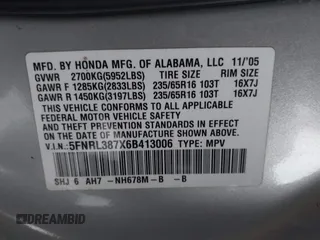 MFD. BY HONDA MFG. OF ALABAMA, LLC 11/'05
GVWR 2700KG(5952LBS) TIRE SIZE RIM SIZE
GAWR F 1285KG(2833LBS) 235/65R16 103T 16X7J
GAWR R 1450KG(3197LBS) 235/65R16 103T 16X7J
THIS VEHICLE CONFORMS TO ALL APPLICABLE
FEDERAL MOTOR VEHICLE SAFETY STANDARDS
AND THEFT PREVENTION STANDARDS IN EFFECT
ON THE DATE OF MANUFACTURE SHOWN ABOVE.
V.I.N.: 5FNRL387X6B413006 TYPE: MPV
SHJ 6 AH7 -NH678M-B -B
DREAMBID